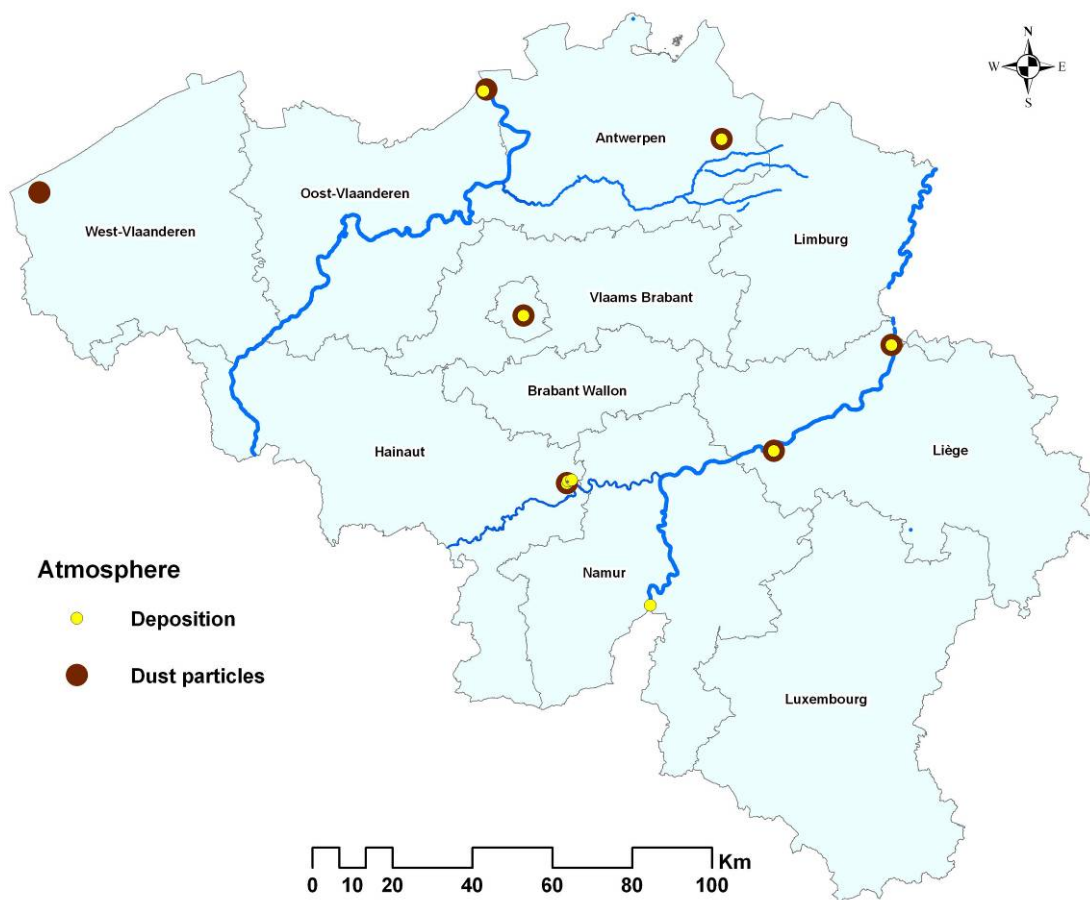 N
W E
S
Antwerpen
Oost-Vlaanderen
West-Vlaanderen
Limburg
Vlaams Brabant
Brabant Wallon
Hainaut
Liège
Namur
Atmosphere
Deposition
Dust particles
Luxembourg
Km
0 10 20 40 60 80 100